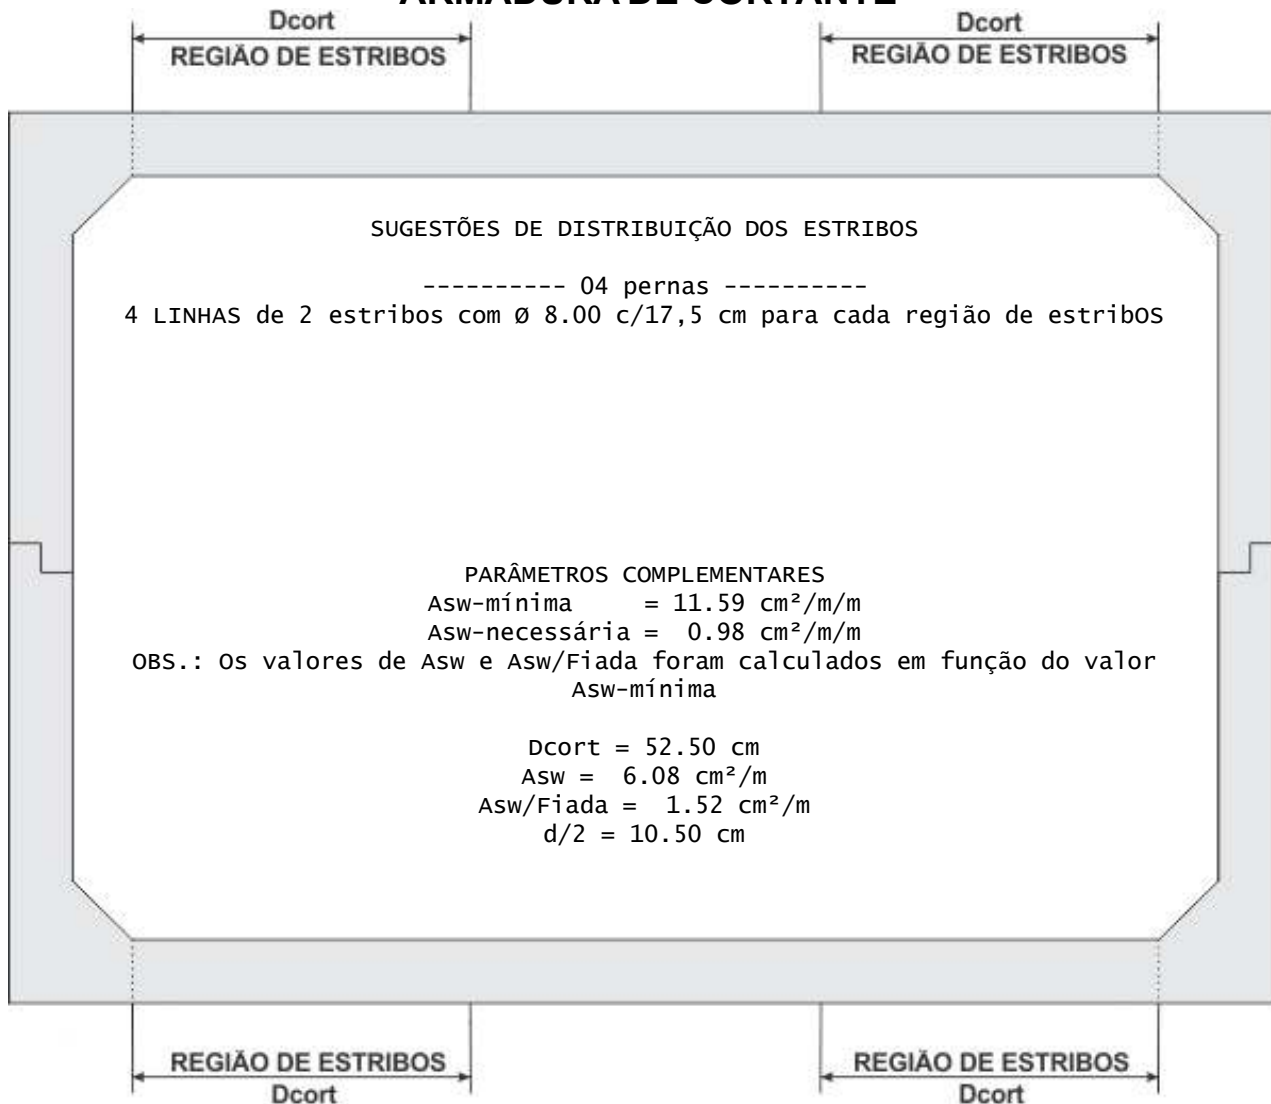 ARMADURA DE CORTANTE
Dcort
REGIÃO DE ESTRIBOS
Dcort
REGIÃO DE ESTRIBOS
SUGESTÕES DE DISTRIBUIÇÃO DOS ESTRIBOS
---------- 04 pernas ----------
4 LINHAS de 2 estribos com Ø 8.00 c/17,5 cm para cada região de estribOS
PARÂMETROS COMPLEMENTARES
Asw-mínima = 11.59 cm²/m/m
Asw-necessária = 0.98 cm²/m/m
OBS.: Os valores de Asw e Asw/Fiada foram calculados em função do valor
Asw-mínima
Dcort = 52.50 cm
Asw = 6.08 cm²/m
Asw/Fiada = 1.52 cm²/m
d/2 = 10.50 cm
REGIÃO DE ESTRIBOS
Dcort
REGIÃO DE ESTRIBOS
Dcort